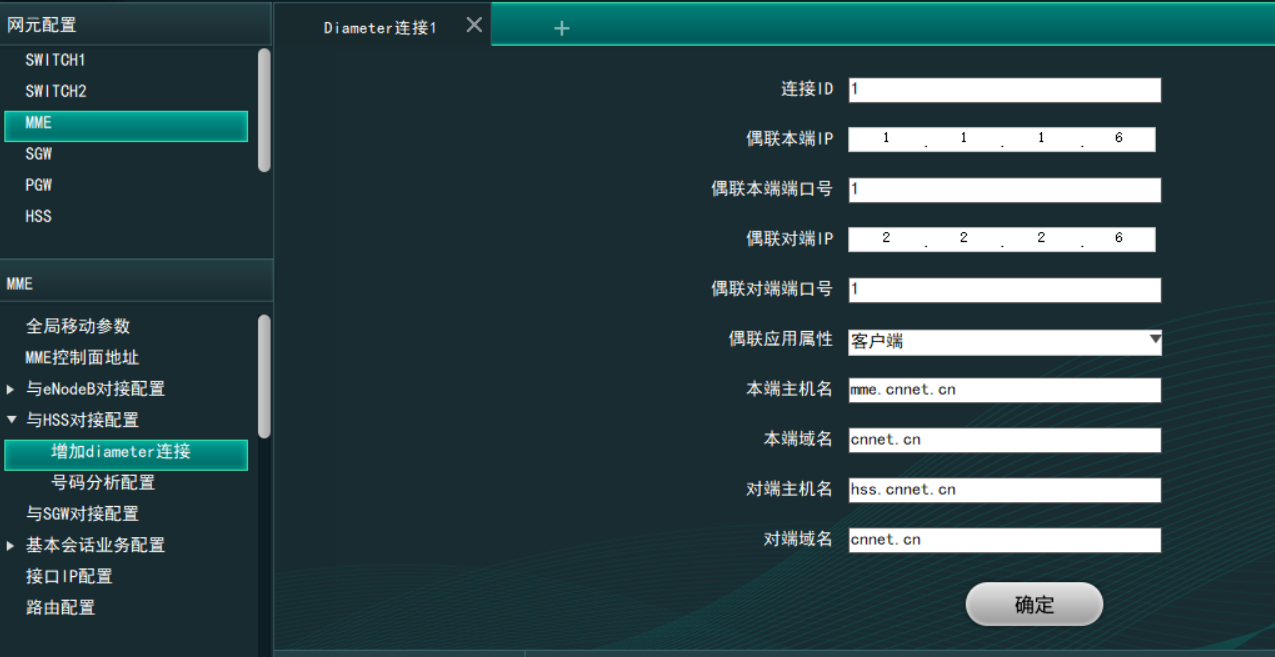 网元配置
SWITCH1
SWITCH2
MME
SGW
PGW
HSS
MME
全局移动参数
MME控制面地址
与eNodeB对接配置
与HSS对接配置
增加diameter连接
号码分析配置
与SGW对接配置
基本会话业务配置
接口IP配置
路由配置
Diameter连接1
连接ID 1
偶联本端IP 1 . 1 . 1 . 6
偶联本端端口号 1
偶联对端IP 2 . 2 . 2 . 6
偶联对端端口号 1
偶联应用属性 客户端
本端主机名 mme.cnnet.cn
本端域名 cnnet.cn
对端主机名 hss.cnnet.cn
对端域名 cnnet.cn
确定